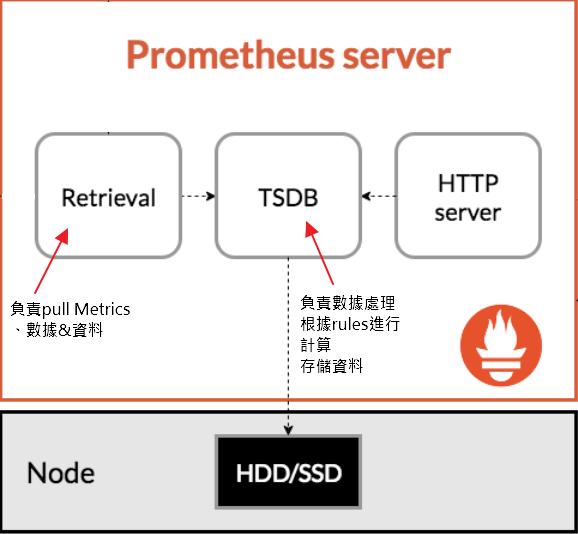 Prometheus server
Retrieval
TSDB
HTTP
server
負責pull Metrics
、數據&資料
負責數據處理
根據rules進行
計算
存儲資料
Node
HDD/SSD